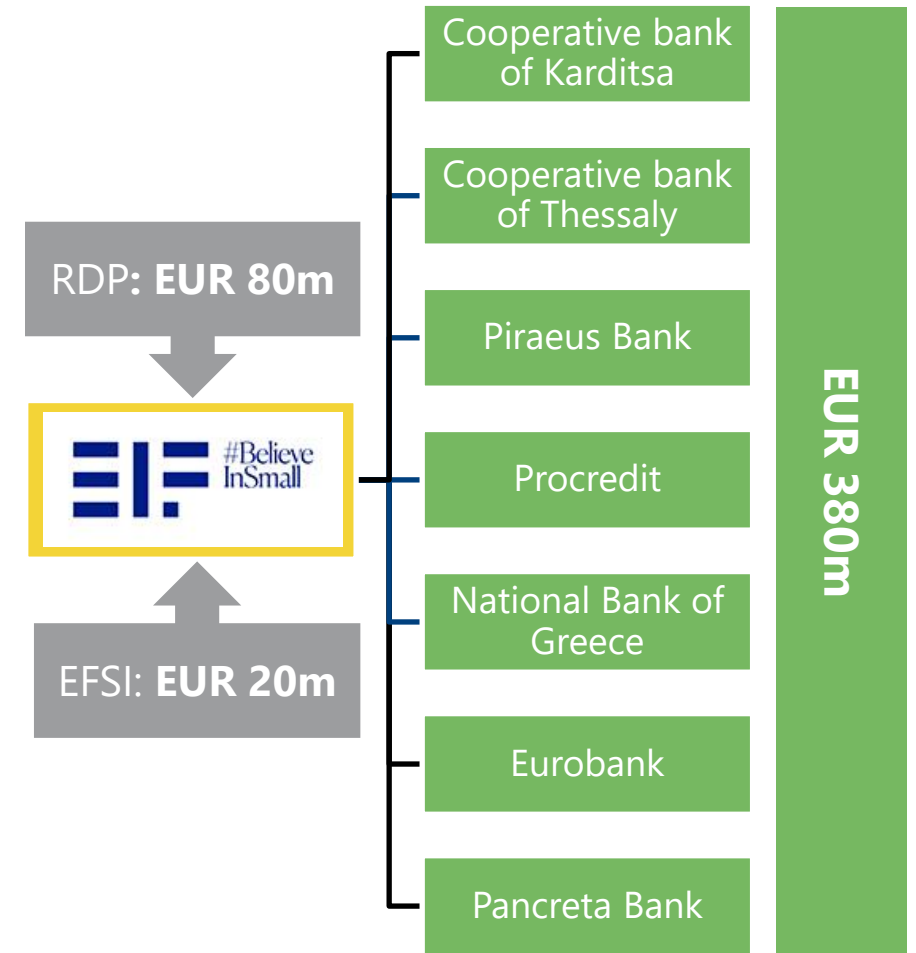 RDP: EUR 80m
#Believe
InSmall
EFSI: EUR 20m
Cooperative bank
of Karditsa
Cooperative bank
of Thessaly
Piraeus Bank
Procredit
National Bank of
Greece
Eurobank
Pancreta Bank
EUR 380m